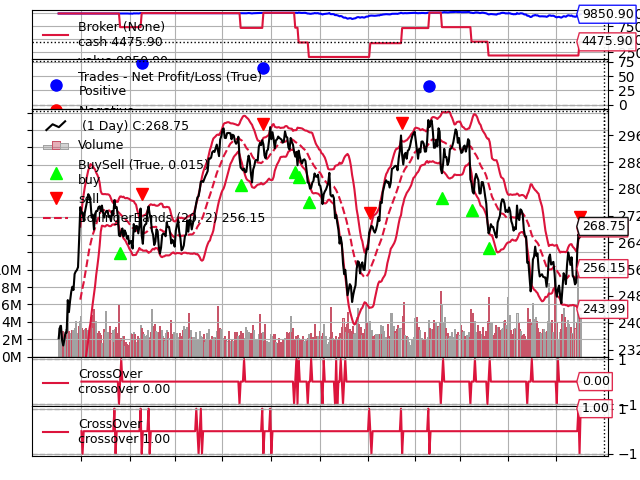 Broker (None)
cash 4475.90
9850.90
750
4475.90
250
Trades - Net Profit/Loss (True)
Positive
75
50
25
0
(1 Day) C:268.75
Volume
BuySell (True, 0.015)
buy
sell
BollingerBands (20, 2) 256.15
296
288
280
272
268.75
264
256.15
248
243.99
240
232
10M
8M
6M
4M
2M
0M
CrossOver
crossover 0.00
1
0.00
−1
CrossOver
crossover 1.00
1.00
1
−1